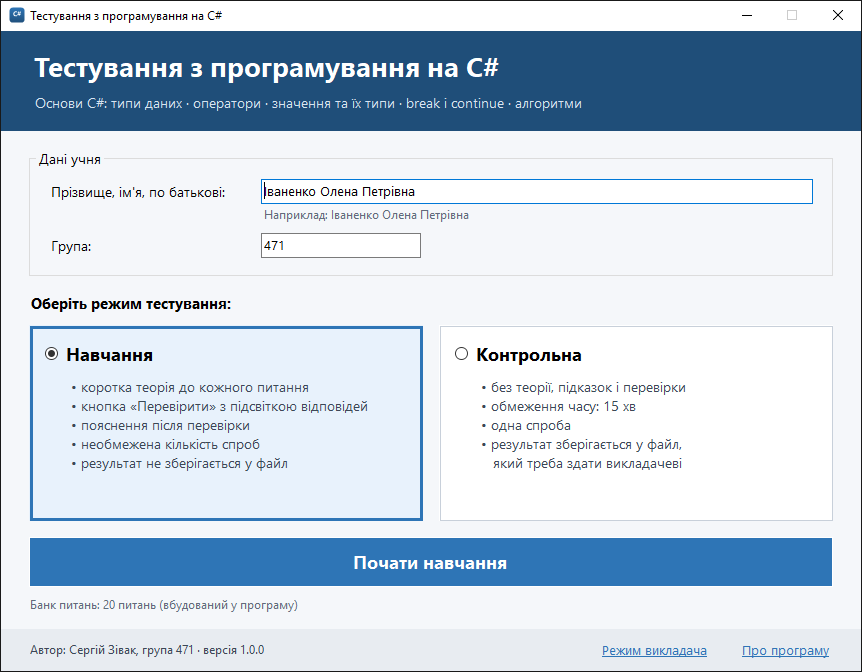 C# Тестування з програмування на C#
Тестування з програмування на C#
Основи C#: типи даних · оператори · значення та їх типи · break і continue · алгоритми
Дані учня
Прізвище, ім'я, по батькові: Іваненко Олена Петрівна
Наприклад: Іваненко Олена Петрівна
Група: 471
Оберіть режим тестування:
Навчання
• коротка теорія до кожного питання
• кнопка «Перевірити» з підсвіткою відповідей
• пояснення після перевірки
• необмежена кількість спроб
• результат не зберігається у файл
Контрольна
• без теорії, підказок і перевірки
• обмеження часу: 15 хв
• одна спроба
• результат зберігається у файл,
який треба здати викладачеві
Почати навчання
Банк питань: 20 питань (вбудований у програму)
Автор: Сергій Зівак, група 471 · версія 1.0.0
Режим викладача
Про програму